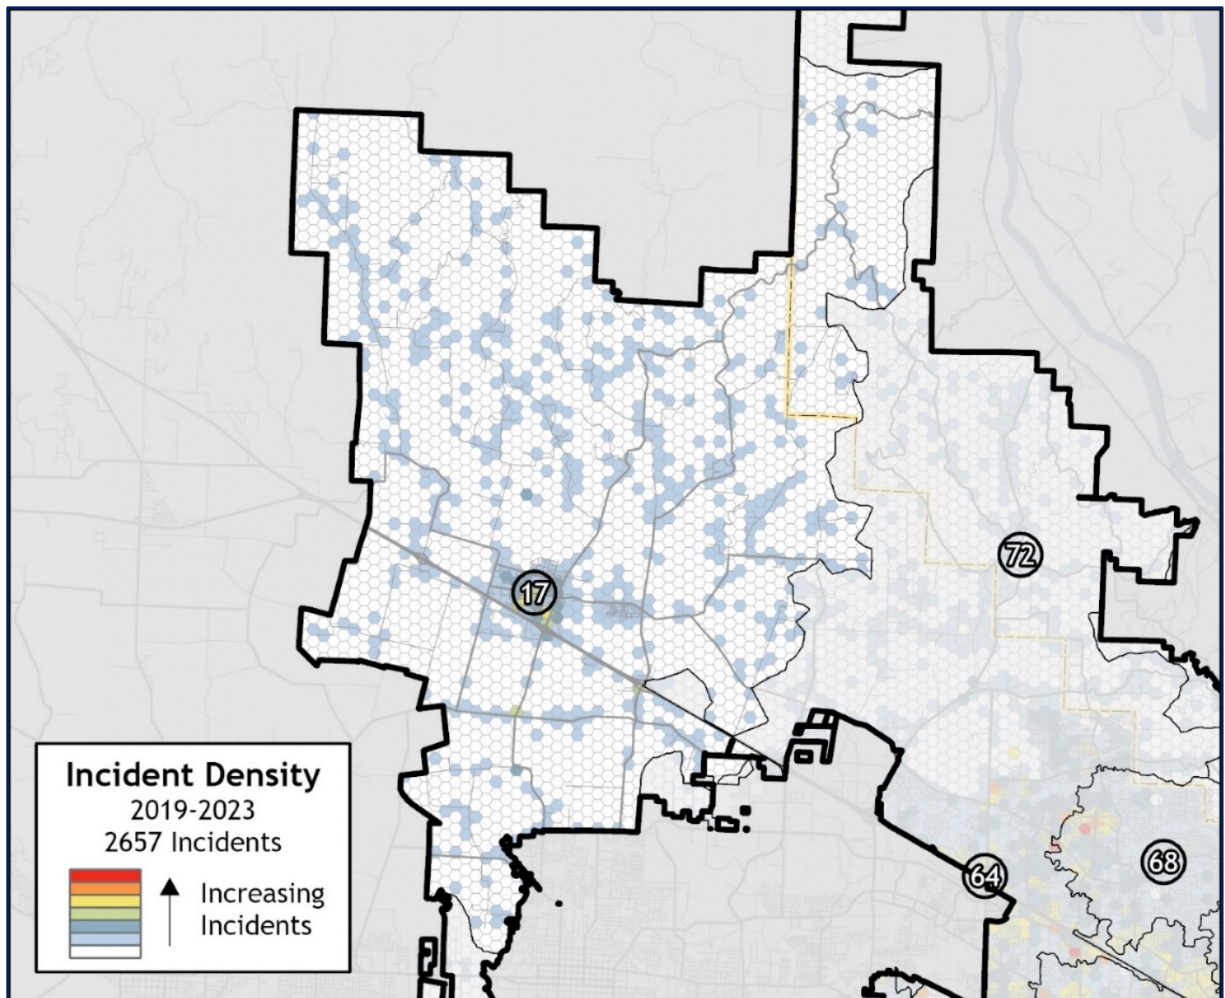 17
72
68
64
Incident Density
2019-2023
2657 Incidents
Increasing
Incidents